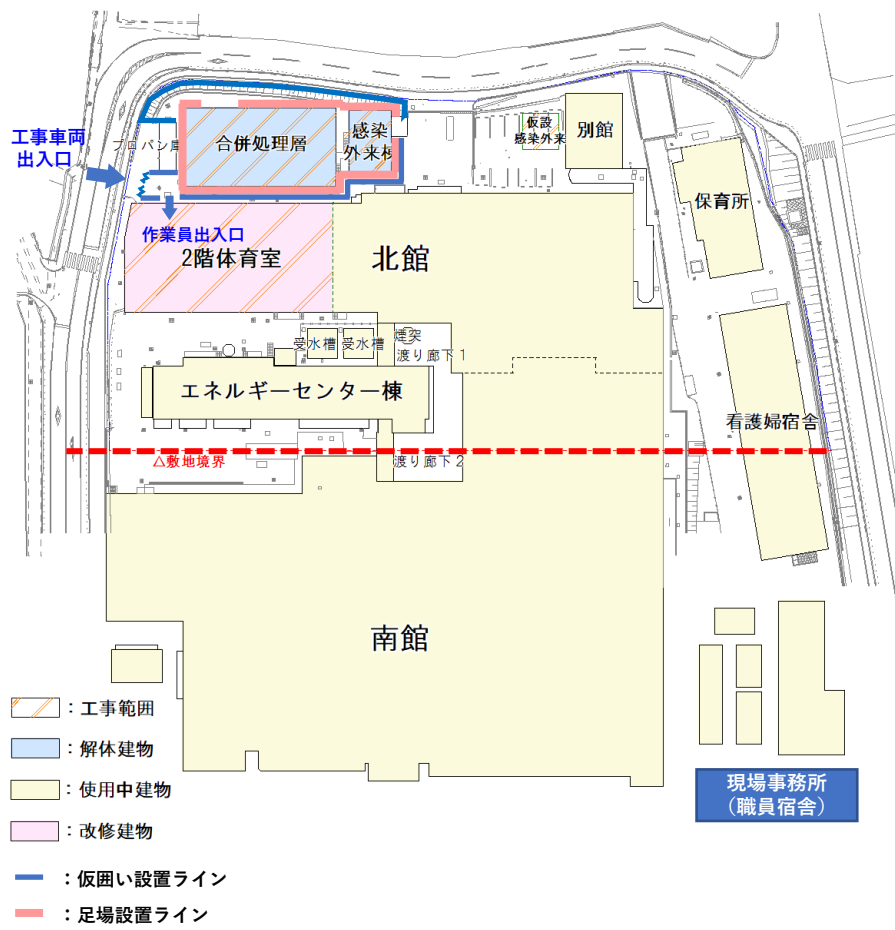 工事車両
出入口
プロパン庫
合併処理層
感染
外来棟
仮設
感染外来
別館
保育所
作業員出入口
2階体育室
北館
受水槽
受水槽
煙突
渡り廊下1
エネルギーセンター棟
看護婦宿舎
△敷地境界
渡り廊下2
南館
:工事範囲
:解体建物
:使用中建物
:改修建物
:仮囲い設置ライン
:足場設置ライン
現場事務所
(職員宿舎)